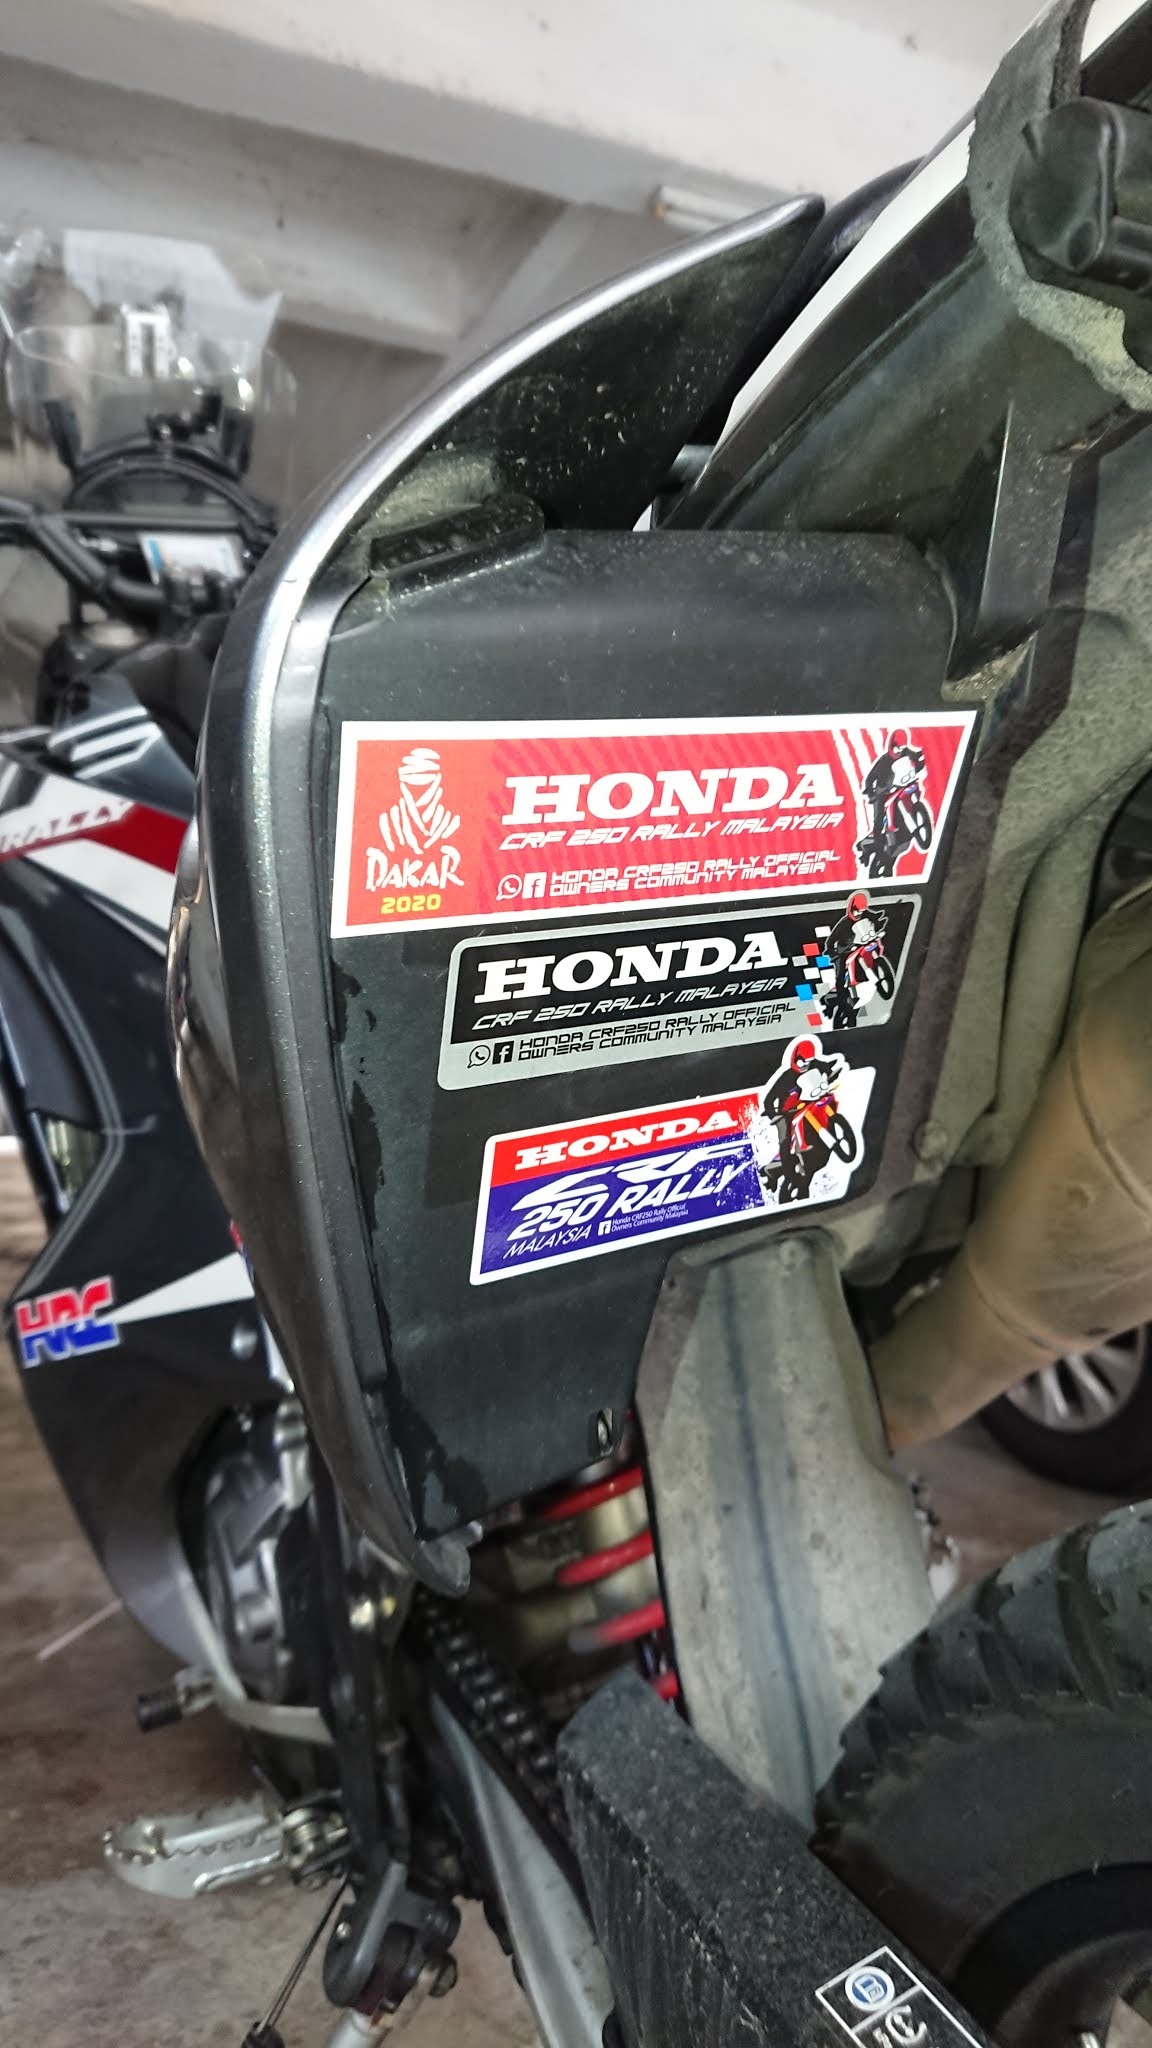 RALLY
DAKAR
2020
HONDA
CRF 250 RALLY MALAYSIA
HONDA CRF250 RALLY OFFICIAL
OWNERS COMMUNITY MALAYSIA
HONDA
CRF 250 RALLY MALAYSIA
HONDA CRF250 RALLY OFFICIAL
OWNERS COMMUNITY MALAYSIA
HONDA
CRF
250 RALLY
MALAYSIA
Honda CRF250 Rally Official
Owners Community Malaysia
HRC